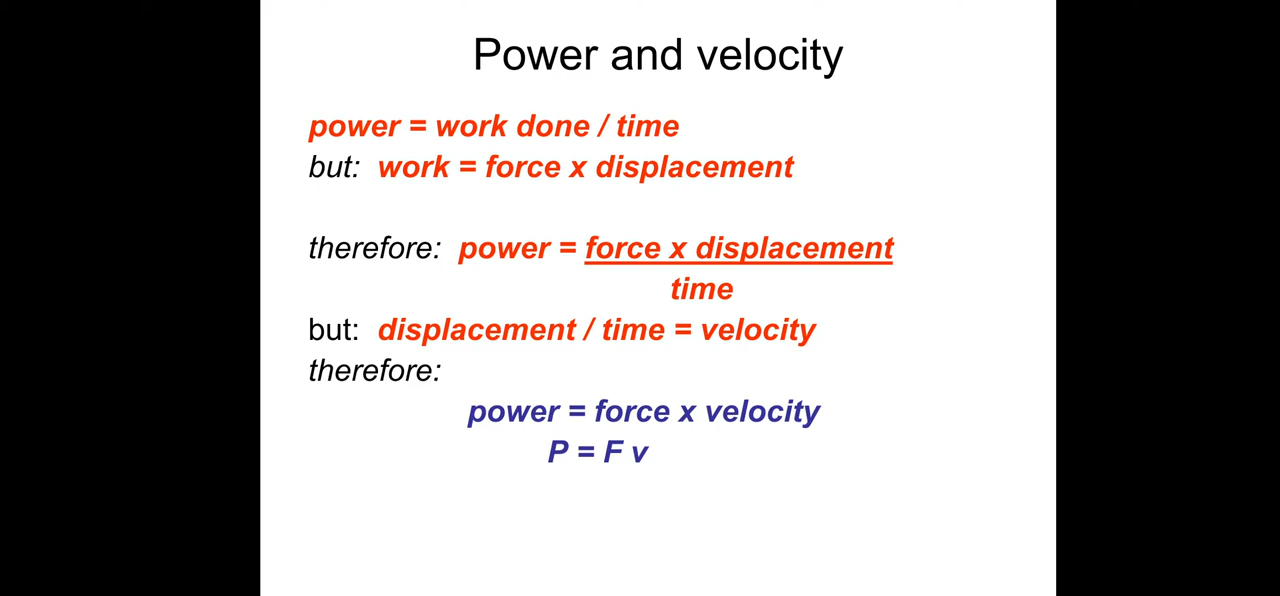 Power and velocity
power = work done / time
but: work = force x displacement
therefore: power = force x displacement
time
but: displacement / time = velocity
therefore:
power = force x velocity
P = F v